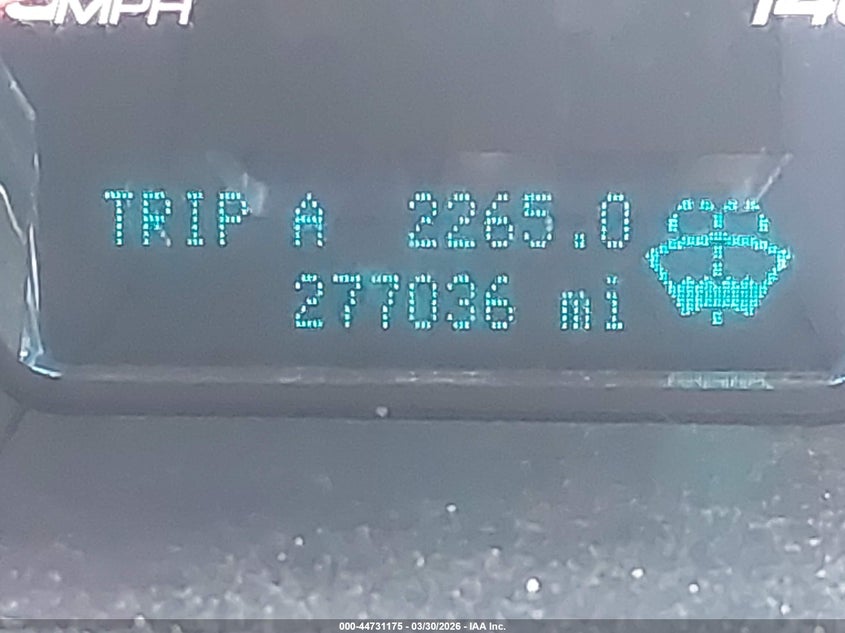 MPH
TRIP A 2265.0
277036 mi
000-44731175 - 03/30/2026 - IAA Inc.